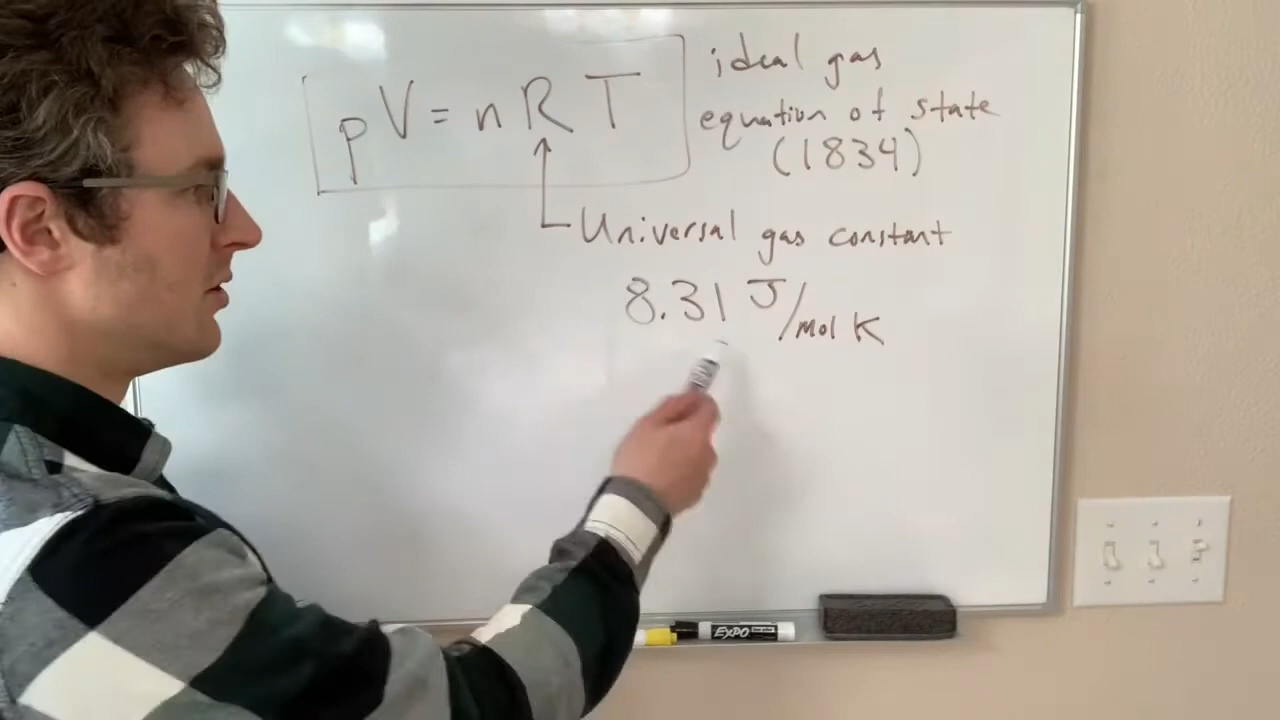 pV = nRT
ideal gas
equation of state
(1834)
Universal gas constant
8.31 J/mol K
EXPO